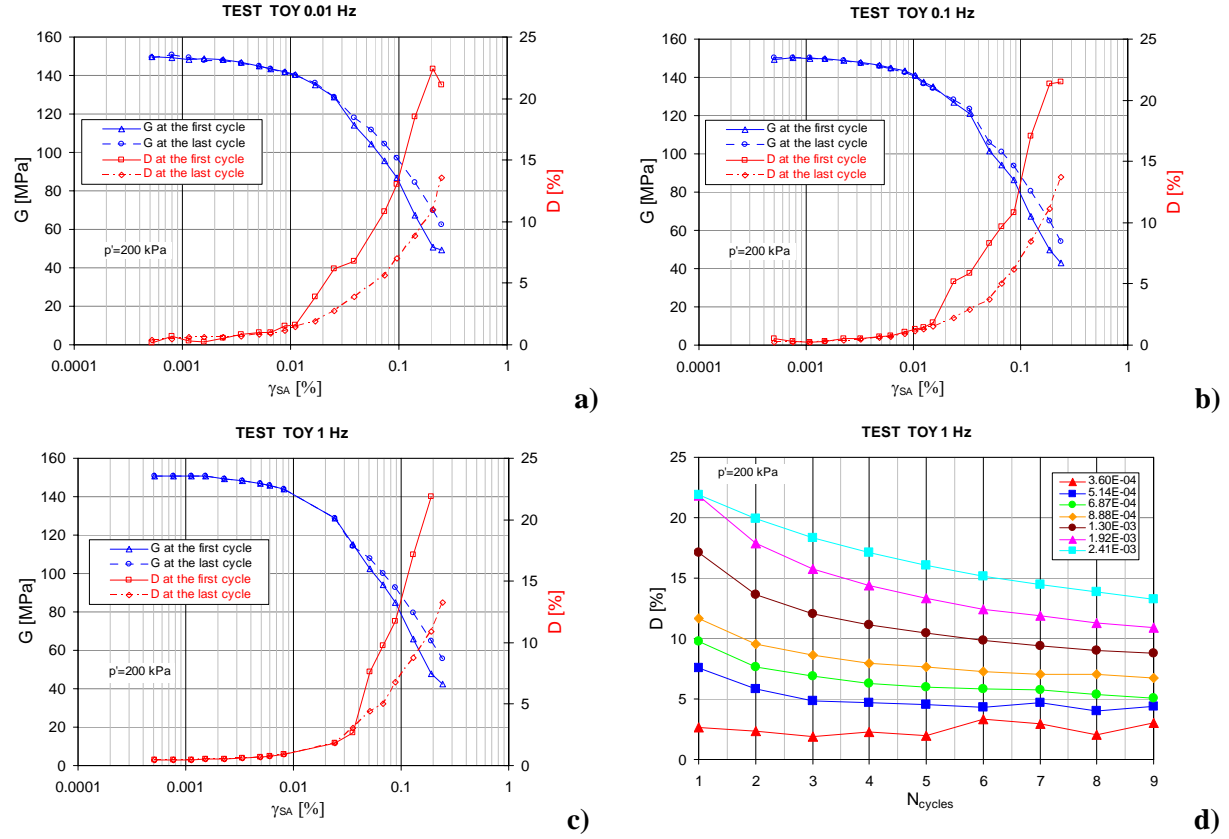 TEST TOY 0.01 Hz
160
140
120
100
80
60
40
20
0
G [MPa]
25
20
15
10
5
0
D [%]
G at the first cycle
G at the last cycle
D at the first cycle
D at the last cycle
p'=200 kPa
0.0001 0.001 0.01 0.1 1
γSA [%]
a)
TEST TOY 0.1 Hz
160
140
120
100
80
60
40
20
0
G [MPa]
25
20
15
10
5
0
D [%]
G at the first cycle
G at the last cycle
D at the first cycle
D at the last cycle
p'=200 kPa
0.0001 0.001 0.01 0.1 1
γSA [%]
b)
TEST TOY 1 Hz
160
140
120
100
80
60
40
20
0
G [MPa]
25
20
15
10
5
0
D [%]
G at the first cycle
G at the last cycle
D at the first cycle
D at the last cycle
p'=200 kPa
0.0001 0.001 0.01 0.1 1
γSA [%]
c)
TEST TOY 1 Hz
25
20
15
10
5
0
D [%]
p'=200 kPa
3.60E-04
5.14E-04
6.87E-04
8.88E-04
1.30E-03
1.92E-03
2.41E-03
1 2 3 4 5 6 7 8 9
Ncycles
d)